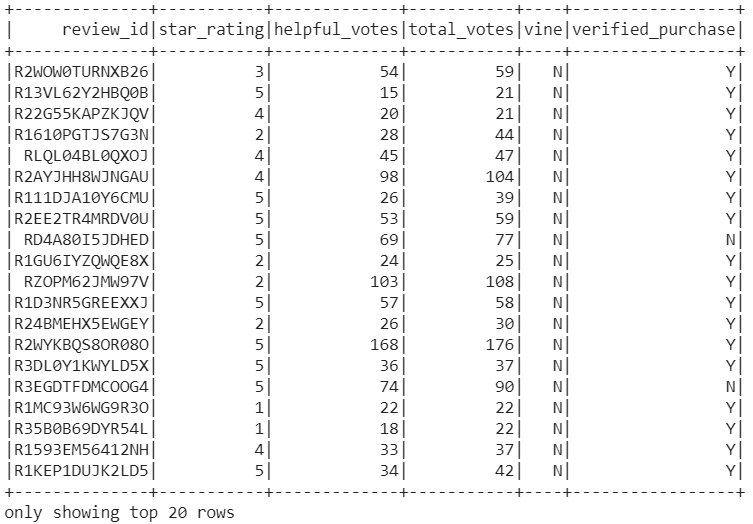 +--------------+-----------+-------------+-----------+----+-----------------+
|     review_id|star_rating|helpful_votes|total_votes|vine|verified_purchase|
+--------------+-----------+-------------+-----------+----+-----------------+
|R2WOW0TURNXB26|          3|           54|         59|   N|                Y|
|R13VL62Y2HBQ0B|          5|           15|         21|   N|                Y|
|R22G55KAPZKJQV|          4|           20|         21|   N|                Y|
|R1610PGTJS7G3N|          2|           28|         44|   N|                Y|
| RLQL04BL0QXOJ|          4|           45|         47|   N|                Y|
|R2AYJHH8WJNGAU|          4|           98|        104|   N|                Y|
|R111DJA10Y6CMU|          5|           26|         39|   N|                Y|
|R2EE2TR4MRDV0U|          5|           53|         59|   N|                Y|
| RD4A80I5JDHED|          5|           69|         77|   N|                N|
|R1GU6IYZQWQE8X|          2|           24|         25|   N|                Y|
| RZOPM62JMW97V|          2|          103|        108|   N|                Y|
|R1D3NR5GREEXXJ|          5|           57|         58|   N|                Y|
|R24BMEHX5EWGEY|          2|           26|         30|   N|                Y|
|R2WYKBQS8OR08O|          5|          168|        176|   N|                Y|
|R3DL0Y1KWYLD5X|          5|           36|         37|   N|                Y|
|R3EGDTFDMCOOG4|          5|           74|         90|   N|                N|
|R1MC93W6WG9R3O|          1|           22|         22|   N|                Y|
|R35B0B69DYR54L|          1|           18|         22|   N|                Y|
|R1593EM56412NH|          4|           33|         37|   N|                Y|
|R1KEP1DUJK2LD5|          5|           34|         42|   N|                Y|
+--------------+-----------+-------------+-----------+----+-----------------+
only showing top 20 rows